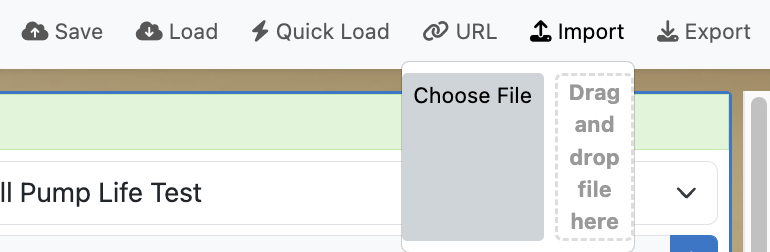 Save Load Quick Load URL Import Export
Choose File
Drag
and
drop
file
here
ll Pump Life Test